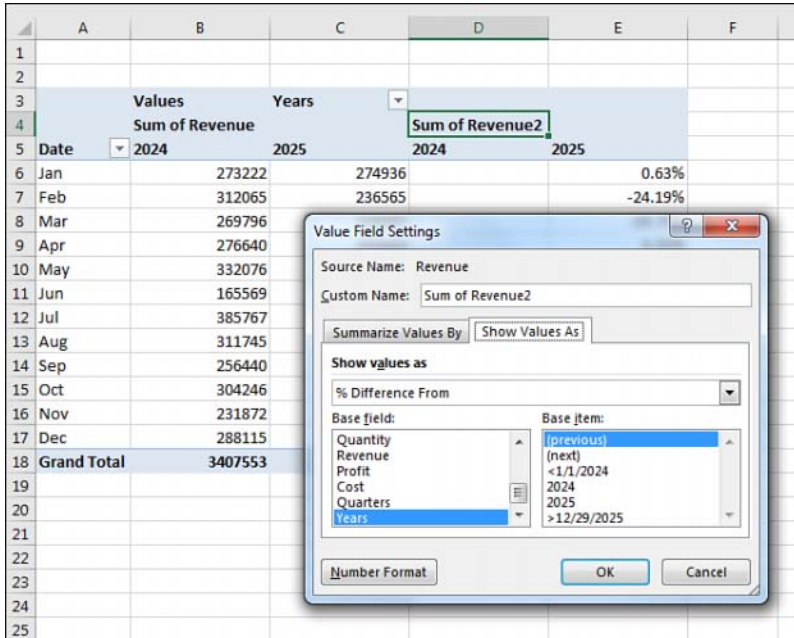 A B C D E F
1
2
3 Values Years
4 Sum of Revenue Sum of Revenue2
5 Date 2024 2025 2024 2025
6 Jan 273222 274936 0.63%
7 Feb 312065 236565 -24.19%
8 Mar 269796
9 Apr 276640
10 May 332076
11 Jun 165569
12 Jul 385767
13 Aug 311745
14 Sep 256440
15 Oct 304246
16 Nov 231872
17 Dec 288115
18 Grand Total 3407553
19
20
21
22
23
24
25
Value Field Settings ? X
Source Name: Revenue
Custom Name: Sum of Revenue2
Summarize Values By Show Values As
Show values as
% Difference From
Base field: Base item:
Quantity (previous)
Revenue (next)
Profit <1/1/2024
Cost 2024
Quarters 2025
Years >12/29/2025
Number Format OK Cancel